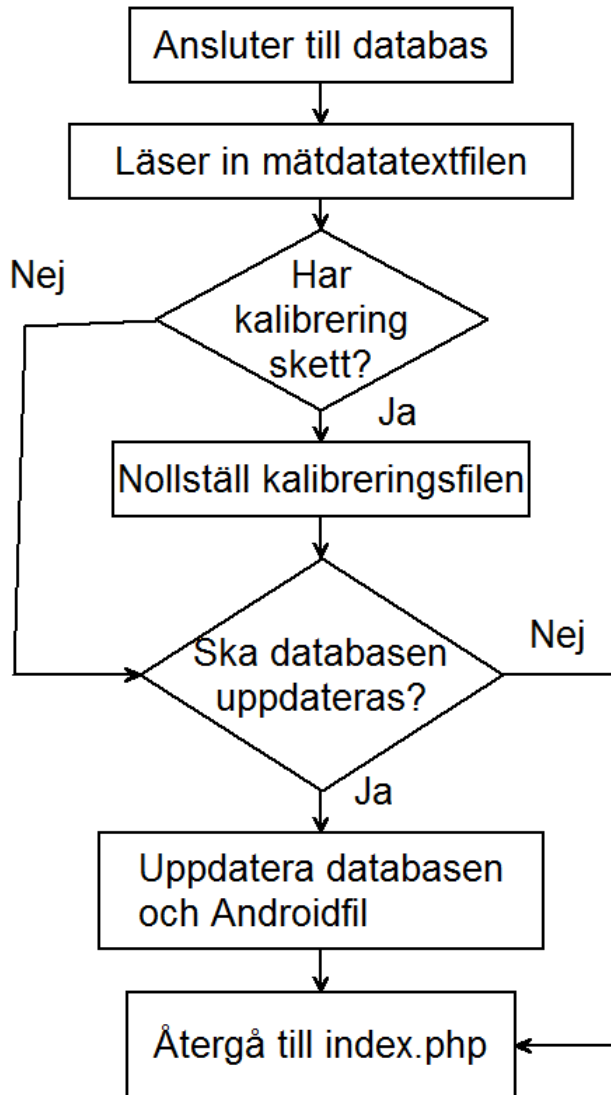 Ansluter till databas
Läser in mätdatatextfilen
Nej
Har
kalibrering
skett?
Ja
Nollställ kalibreringsfilen
Ska databasen
uppdateras?
Nej
Ja
Uppdatera databasen
och Androidfil
Återgå till index.php